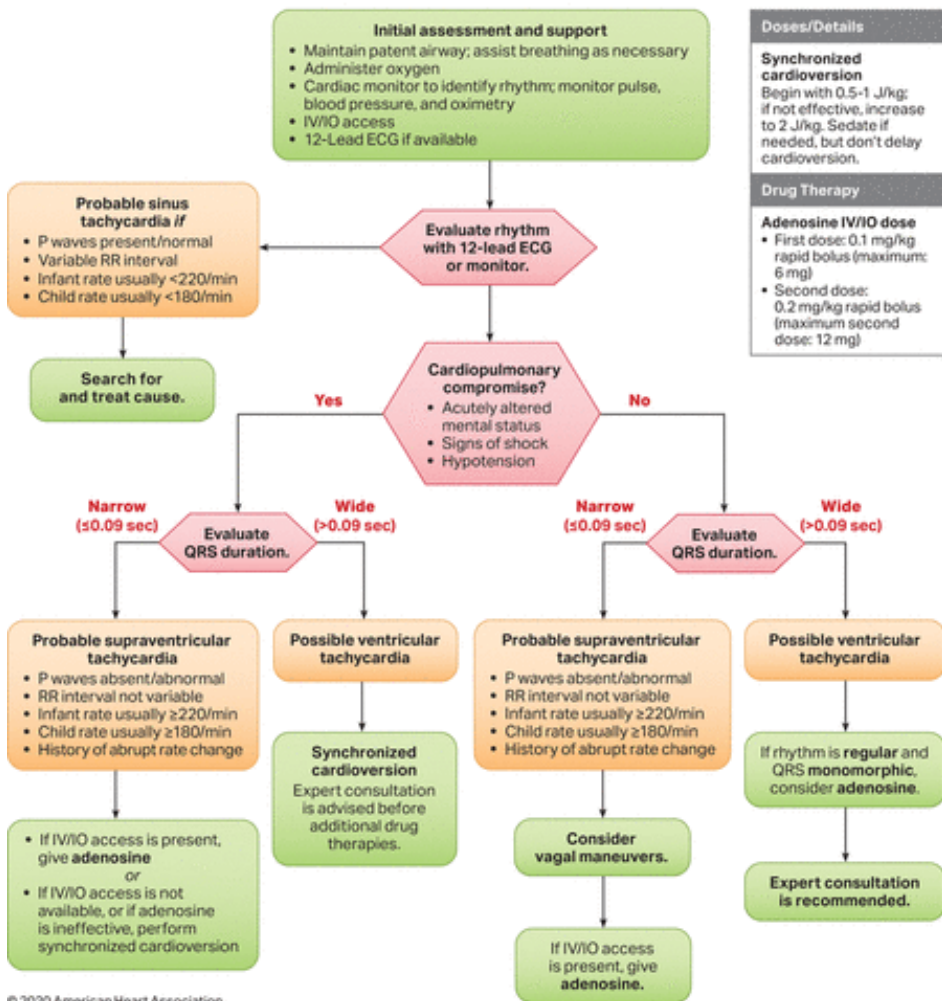 Initial assessment and support
• Maintain patent airway; assist breathing as necessary
• Administer oxygen
• Cardiac monitor to identify rhythm; monitor pulse,
blood pressure, and oximetry
• IV/IO access
• 12-Lead ECG if available
Doses/Details
Synchronized
cardioversion
Begin with 0.5-1 J/kg;
if not effective, increase
to 2 J/kg. Sedate if
needed, but don't delay
cardioversion.
Drug Therapy
Adenosine IV/IO dose
• First dose: 0.1 mg/kg
rapid bolus (maximum:
6 mg)
• Second dose:
0.2 mg/kg rapid bolus
(maximum second
dose: 12 mg)
Evaluate rhythm
with 12-lead ECG
or monitor.
Probable sinus
tachycardia if
• P waves present/normal
• Variable RR interval
• Infant rate usually <220/min
• Child rate usually <180/min
Search for
and treat cause.
Cardiopulmonary
compromise?
• Acutely altered
mental status
• Signs of shock
• Hypotension
Yes
No
Narrow
(≤0.09 sec)
Evaluate
QRS duration.
Wide
(>0.09 sec)
Narrow
(≤0.09 sec)
Evaluate
QRS duration.
Wide
(>0.09 sec)
Probable supraventricular
tachycardia
• P waves absent/abnormal
• RR interval not variable
• Infant rate usually ≥220/min
• Child rate usually ≥180/min
• History of abrupt rate change
• If IV/IO access is present,
give adenosine
or
• If IV/IO access is not
available, or if adenosine
is ineffective, perform
synchronized cardioversion
Possible ventricular
tachycardia
Synchronized
cardioversion
Expert consultation
is advised before
additional drug
therapies.
Probable supraventricular
tachycardia
• P waves absent/abnormal
• RR interval not variable
• Infant rate usually ≥220/min
• Child rate usually ≥180/min
• History of abrupt rate change
Consider
vagal maneuvers.
If IV/IO access
is present, give
adenosine.
Possible ventricular
tachycardia
If rhythm is regular and
QRS monomorphic,
consider adenosine.
Expert consultation
is recommended.
© 2020 American Heart Association